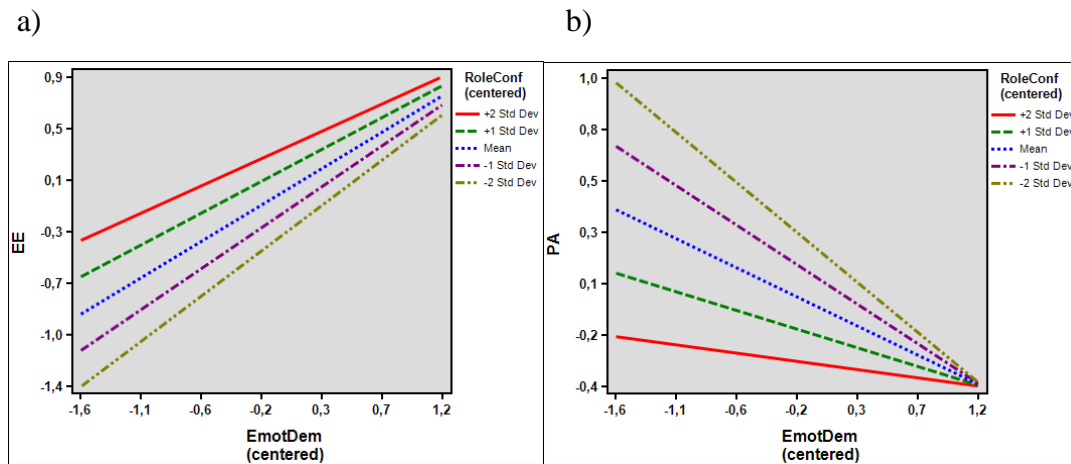 a)
b)
0,9
0,5
0,1
-0,3
-0,7
-1,0
-1,4
EE
-1,6
-1,1
-0,6
-0,2
0,3
0,7
1,2
EmotDem
(centered)
RoleConf
(centered)
+2 Std Dev
+1 Std Dev
Mean
-1 Std Dev
-2 Std Dev
1,0
0,8
0,5
0,3
0,1
-0,2
-0,4
PA
-1,6
-1,1
-0,6
-0,2
0,3
0,7
1,2
EmotDem
(centered)
RoleConf
(centered)
+2 Std Dev
+1 Std Dev
Mean
-1 Std Dev
-2 Std Dev